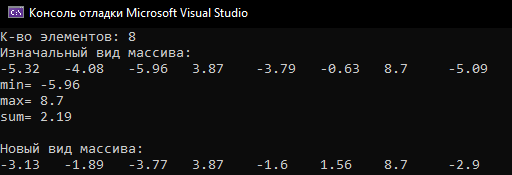 Консоль отладки Microsoft Visual Studio
К-во элементов: 8
Изначальный вид массива:
-5.32 -4.08 -5.96 3.87 -3.79 -0.63 8.7 -5.09
min= -5.96
max= 8.7
sum= 2.19
Новый вид массива:
-3.13 -1.89 -3.77 3.87 -1.6 1.56 8.7 -2.9